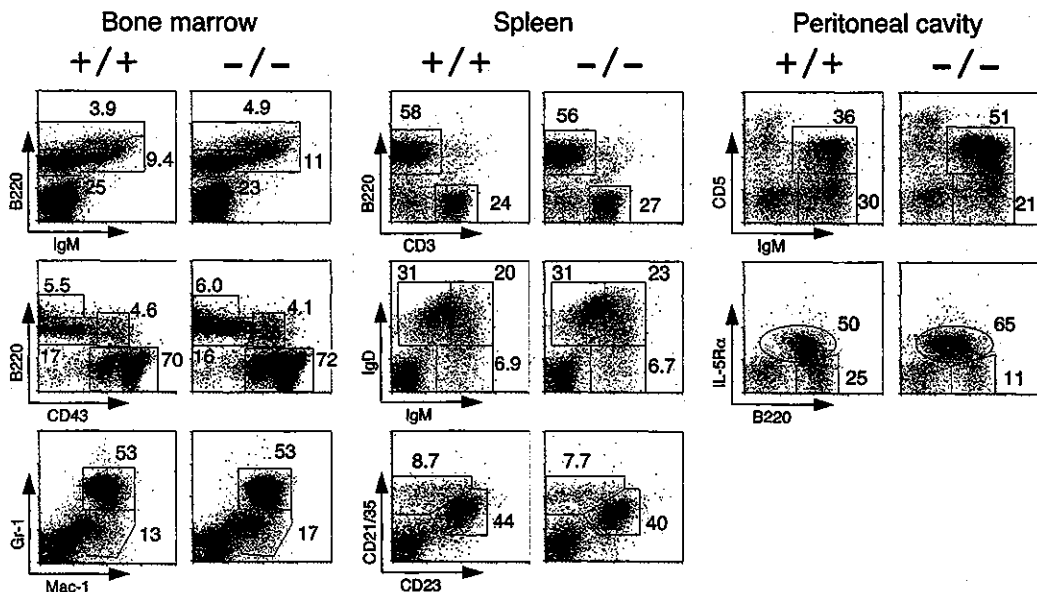 Bone marrow
Spleen
Peritoneal cavity
+/+
−/−
+/+
−/−
+/+
−/−
3.9
9.4
25
4.9
11
23
B220
IgM
58
24
56
27
B220
CD3
36
30
51
21
CD5
IgM
5.5
4.6
17
70
6.0
4.1
16
72
B220
CD43
31
20
6.9
31
23
6.7
IgD
IgM
50
25
65
11
IL-5Rα
B220
53
13
53
17
Gr-1
Mac-1
8.7
44
7.7
40
CD21/35
CD23